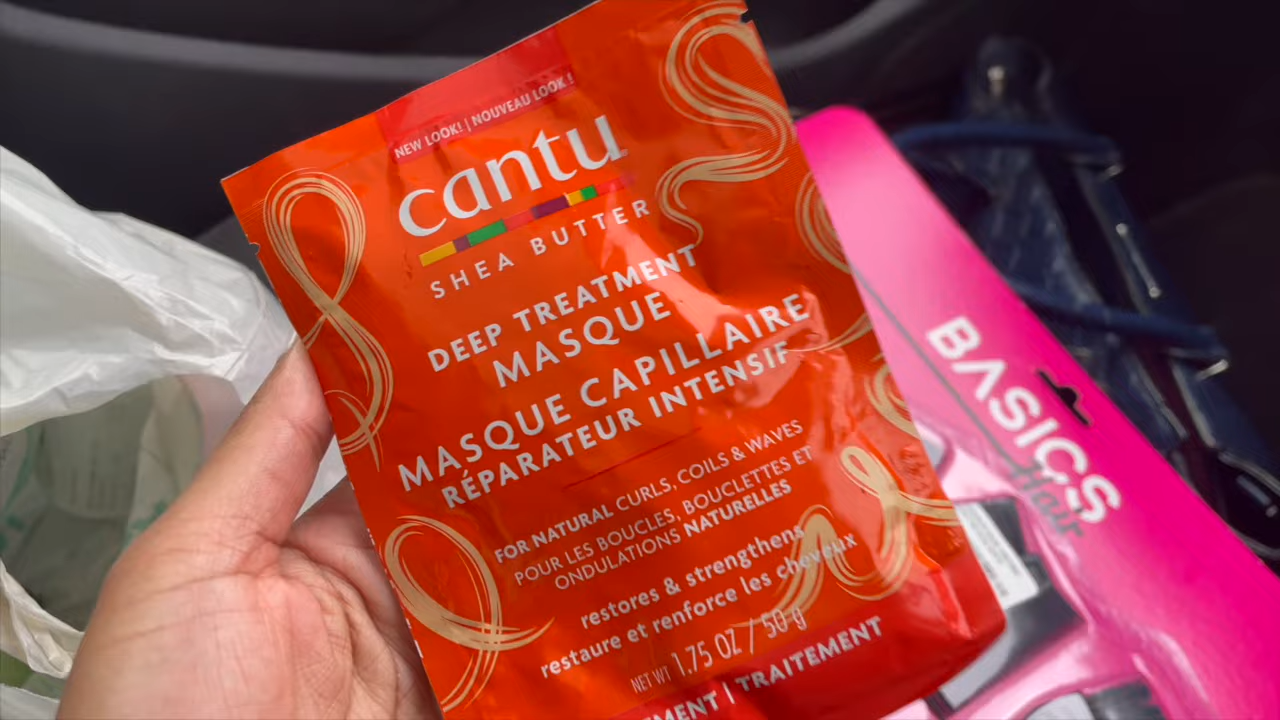 NEW LOOK! | NOUVEAU LOOK!
cantu
SHEA BUTTER
DEEP TREATMENT
MASQUE
MASQUE CAPILLAIRE
RÉPARATEUR INTENSIF
FOR NATURAL CURLS, COILS & WAVES
POUR LES BOUCLES, BOUCLETTES ET
ONDULATIONS NATURELLES
restores & strengthens
restaure et renforce les cheveux
NET WT 1.75 OZ / 50 g
| TRAITEMENT
BASICS
Hair